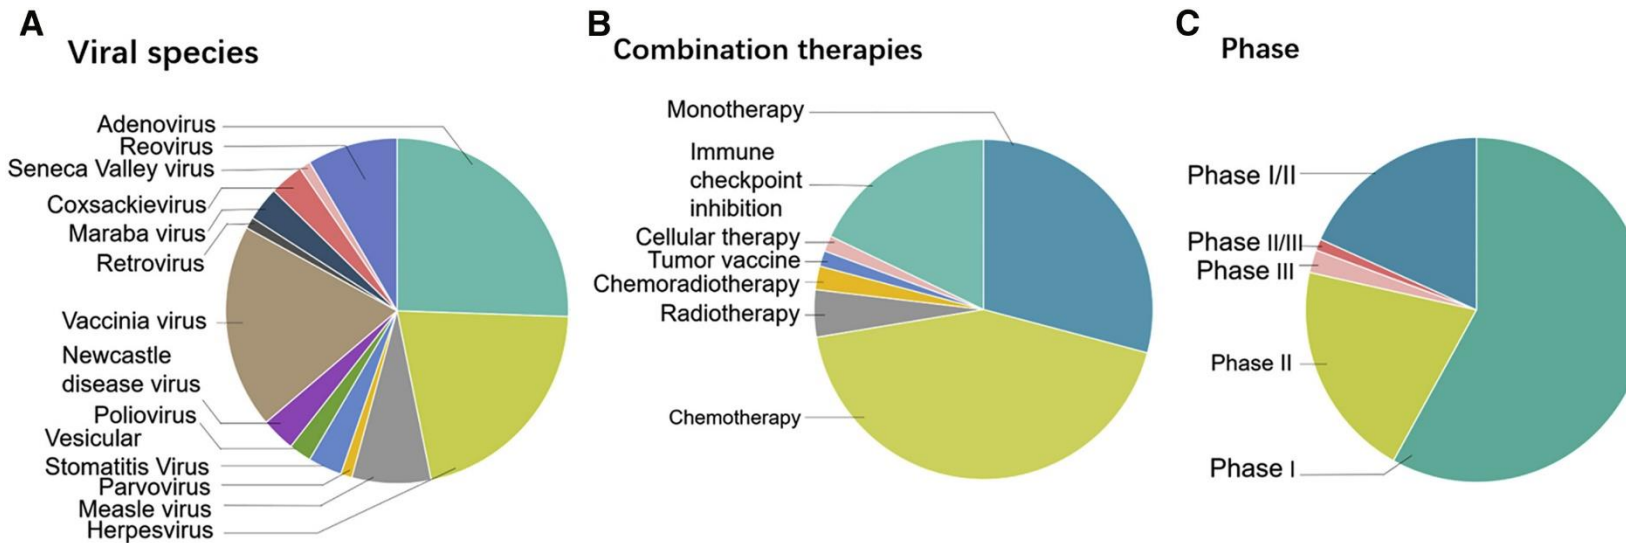 A
Viral species
Adenovirus
Reovirus
Seneca Valley virus
Coxsackievirus
Maraba virus
Retrovirus
Vaccinia virus
Newcastle
disease virus
Poliovirus
Vesicular
Stomatitis Virus
Parvovirus
Measle virus
Herpesvirus
B
Combination therapies
Monotherapy
Immune
checkpoint
inhibition
Cellular therapy
Tumor vaccine
Chemoradiotherapy
Radiotherapy
Chemotherapy
C
Phase
Phase I/II
Phase II/III
Phase III
Phase II
Phase I